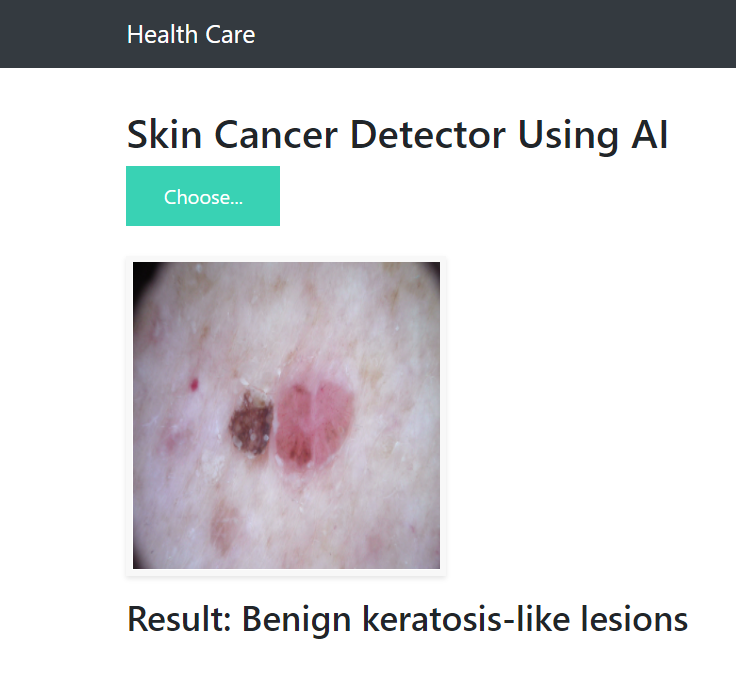 Health Care
Skin Cancer Detector Using AI
Choose...
Result: Benign keratosis-like lesions